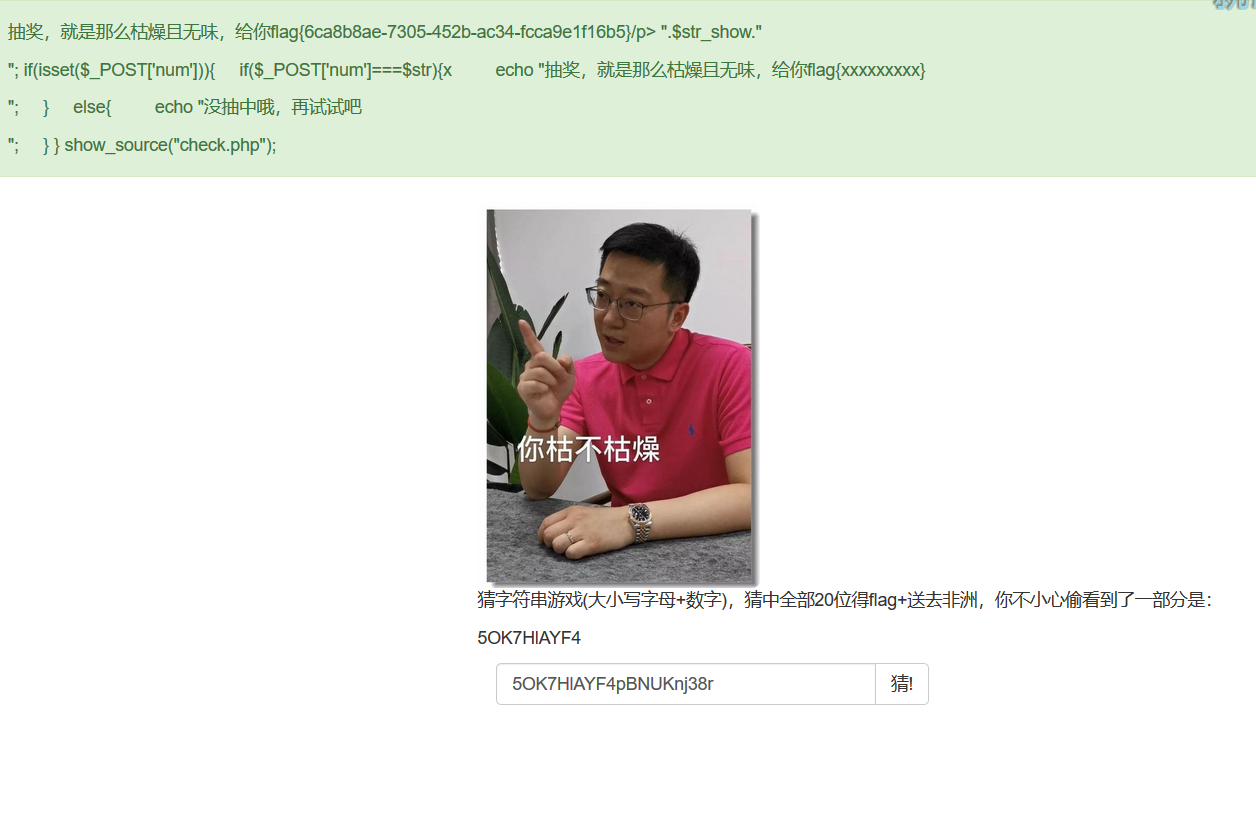 抽奖，就是那么枯燥且无味，给你flag{6ca8b8ae-7305-452b-ac34-fcca9e1f16b5}/p> ".$str_show."
"; if(isset($_POST['num'])){     if($_POST['num']===$str){x         echo "抽奖，就是那么枯燥且无味，给你flag{xxxxxxxxx}
";     }     else{         echo "没抽中哦，再试试吧
";     } } show_source("check.php");
你枯不枯燥
猜字符串游戏(大小写字母+数字)，猜中全部20位得flag+送去非洲，你不小心偷看到了一部分是：
5OK7HlAYF4
5OK7HlAYF4pBNUKnj38r
猜!